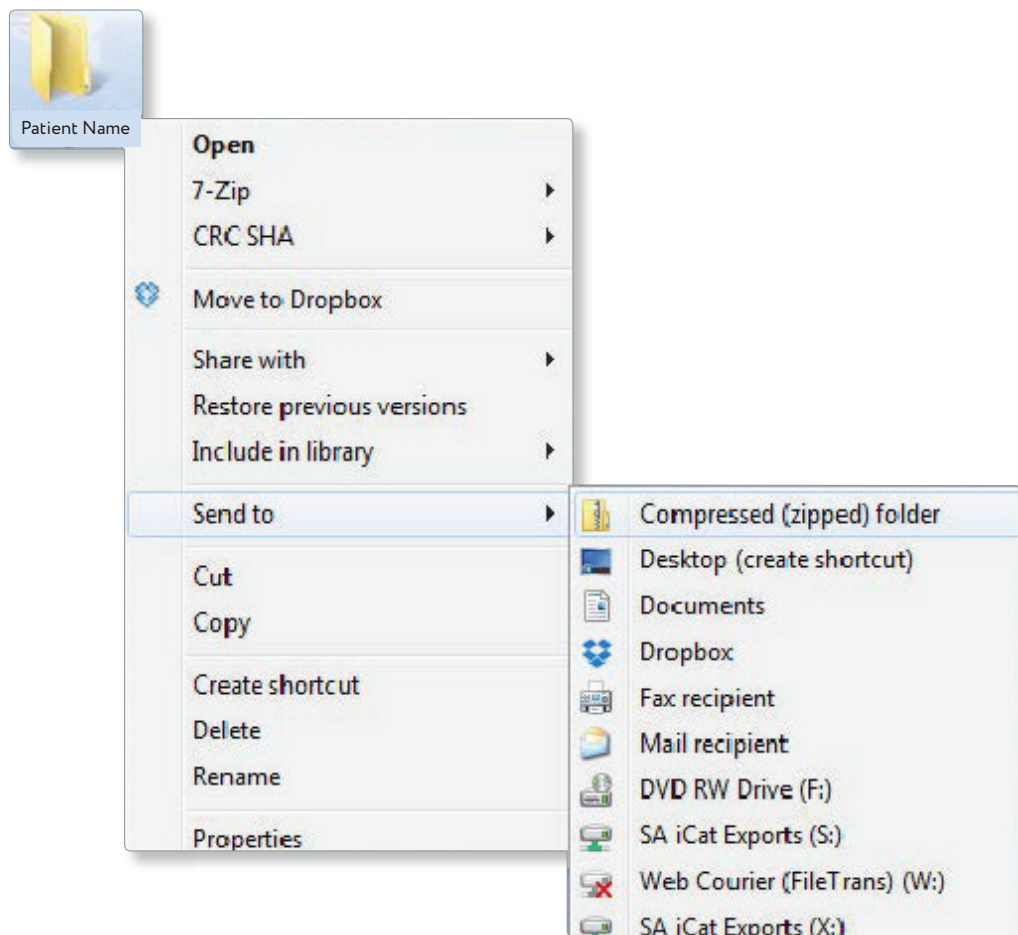 Patient Name
Open
7-Zip
CRC SHA
Move to Dropbox
Share with
Restore previous versions
Include in library
Send to
Cut
Copy
Create shortcut
Delete
Rename
Properties
Compressed (zipped) folder
Desktop (create shortcut)
Documents
Dropbox
Fax recipient
Mail recipient
DVD RW Drive (F:)
SA iCat Exports (S:)
Web Courier (FileTrans) (W:)
SA iCat Exports (X:)